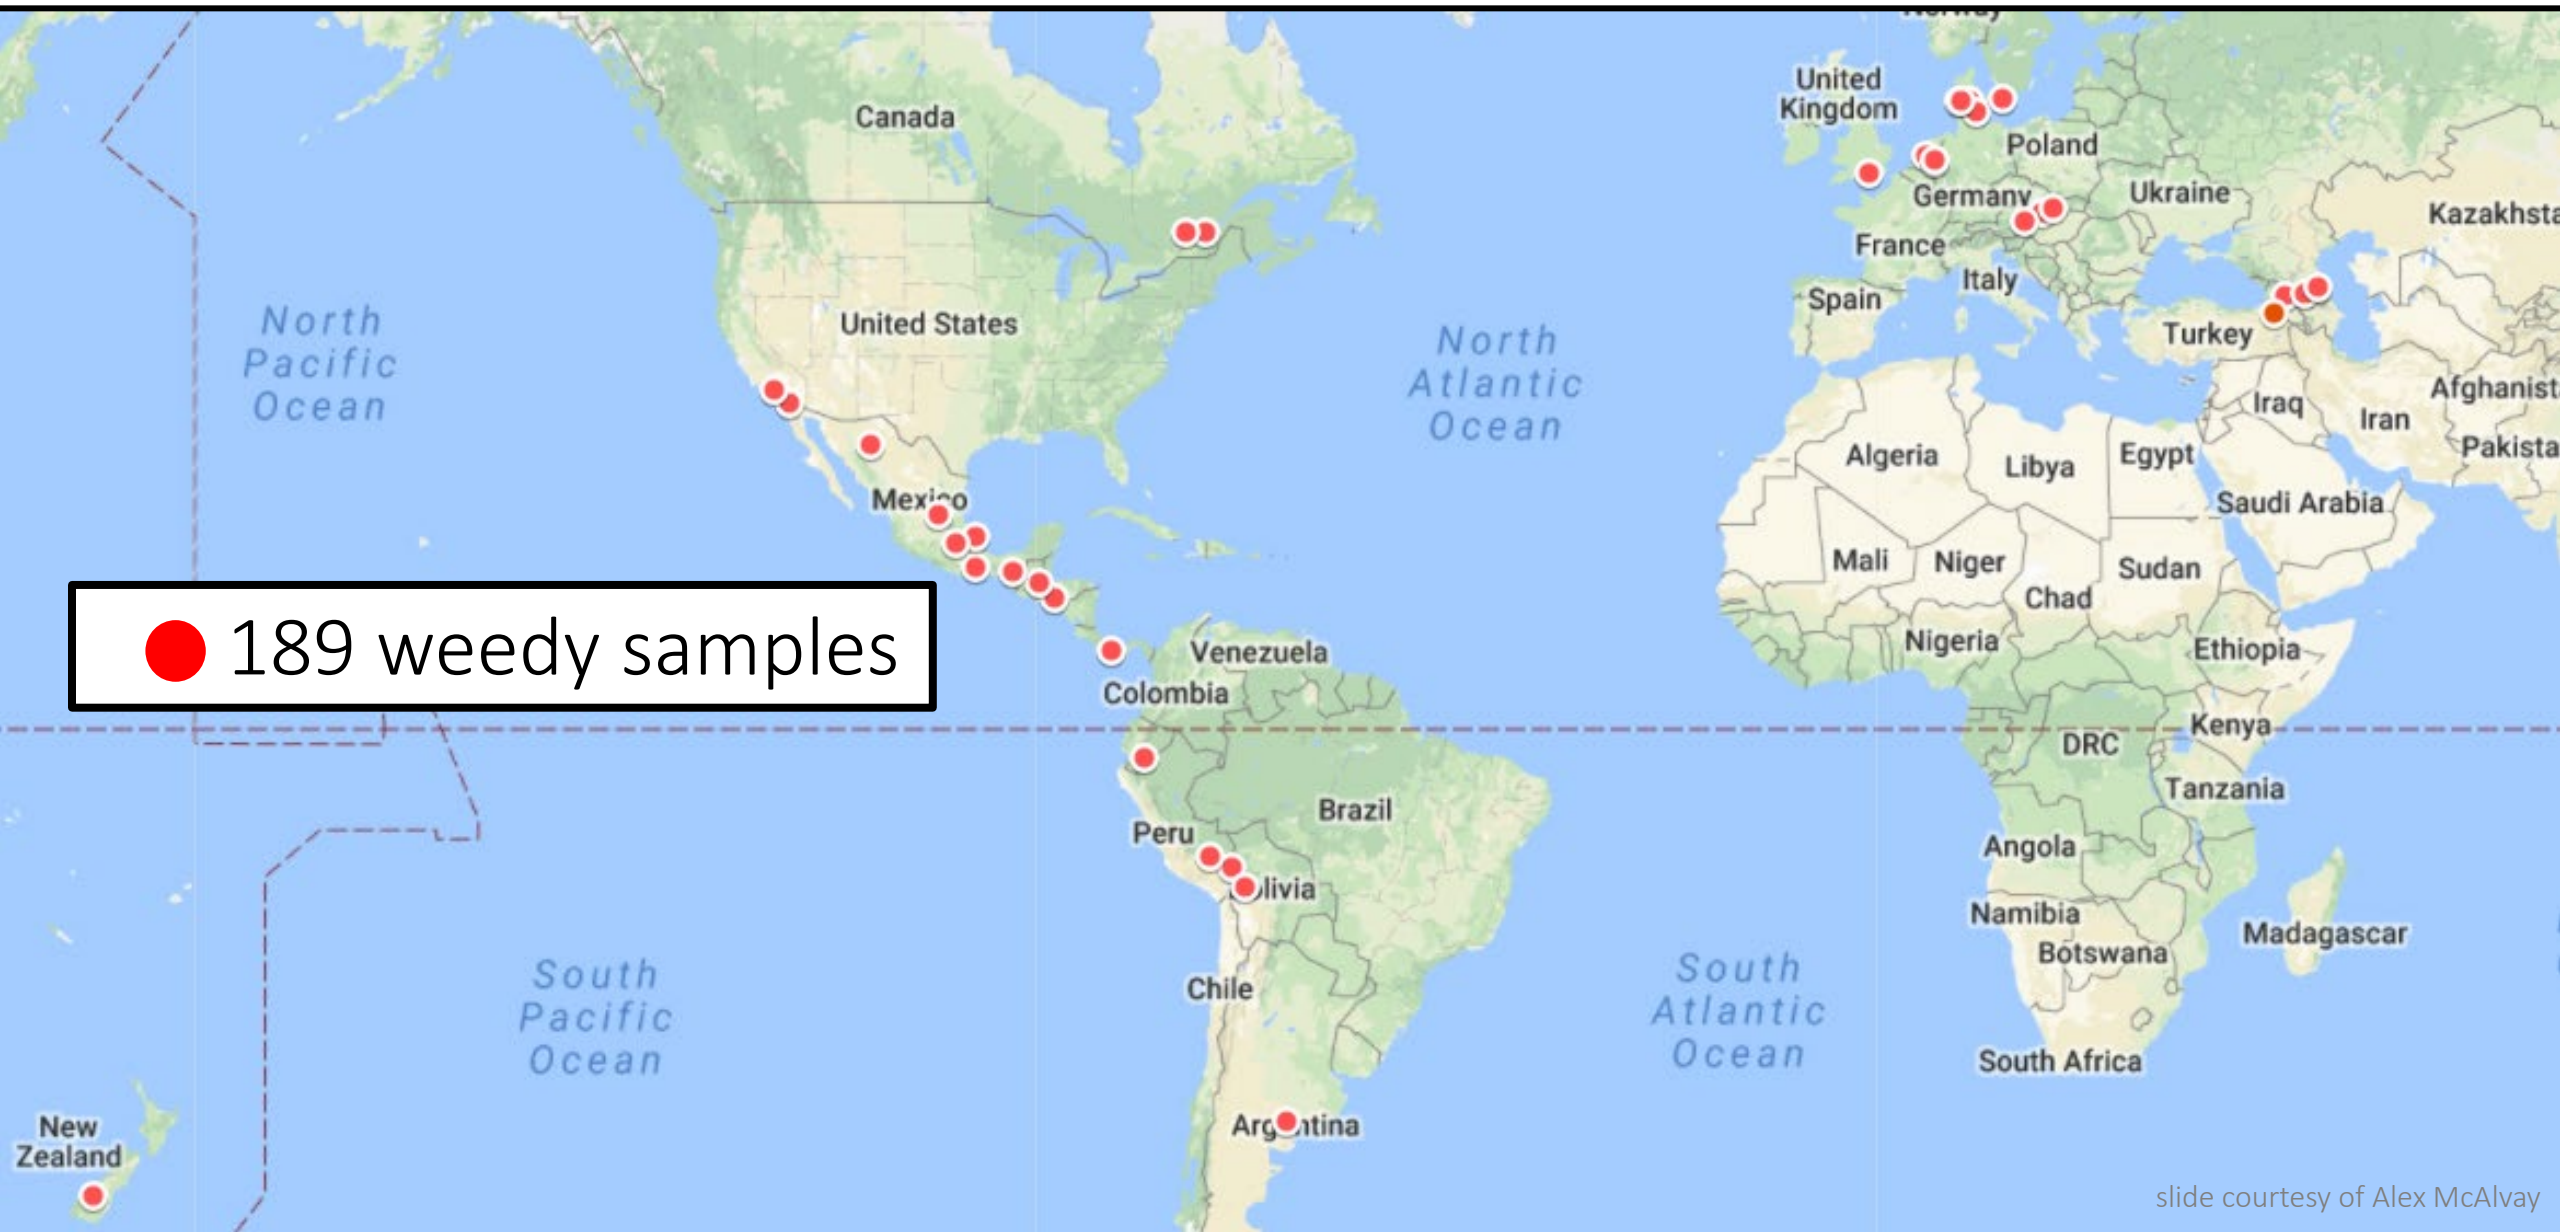 Norway
Canada
United
Kingdom
Poland
Germany
Ukraine
Kazakhsta
France
Italy
Spain
Turkey
North
Pacific
Ocean
United States
North
Atlantic
Ocean
Afghanist
Iraq
Iran
Pakista
Algeria
Libya
Egypt
Saudi Arabia
Mexico
Mali
Niger
Sudan
Chad
189 weedy samples
Venezuela
Colombia
Nigeria
Ethiopia
Kenya
DRC
Tanzania
Brazil
Peru
Angola
Bolivia
Namibia
Botswana
Madagascar
South
Pacific
Ocean
Chile
South
Atlantic
Ocean
South Africa
New
Zealand
Argentina
slide courtesy of Alex McAlvay